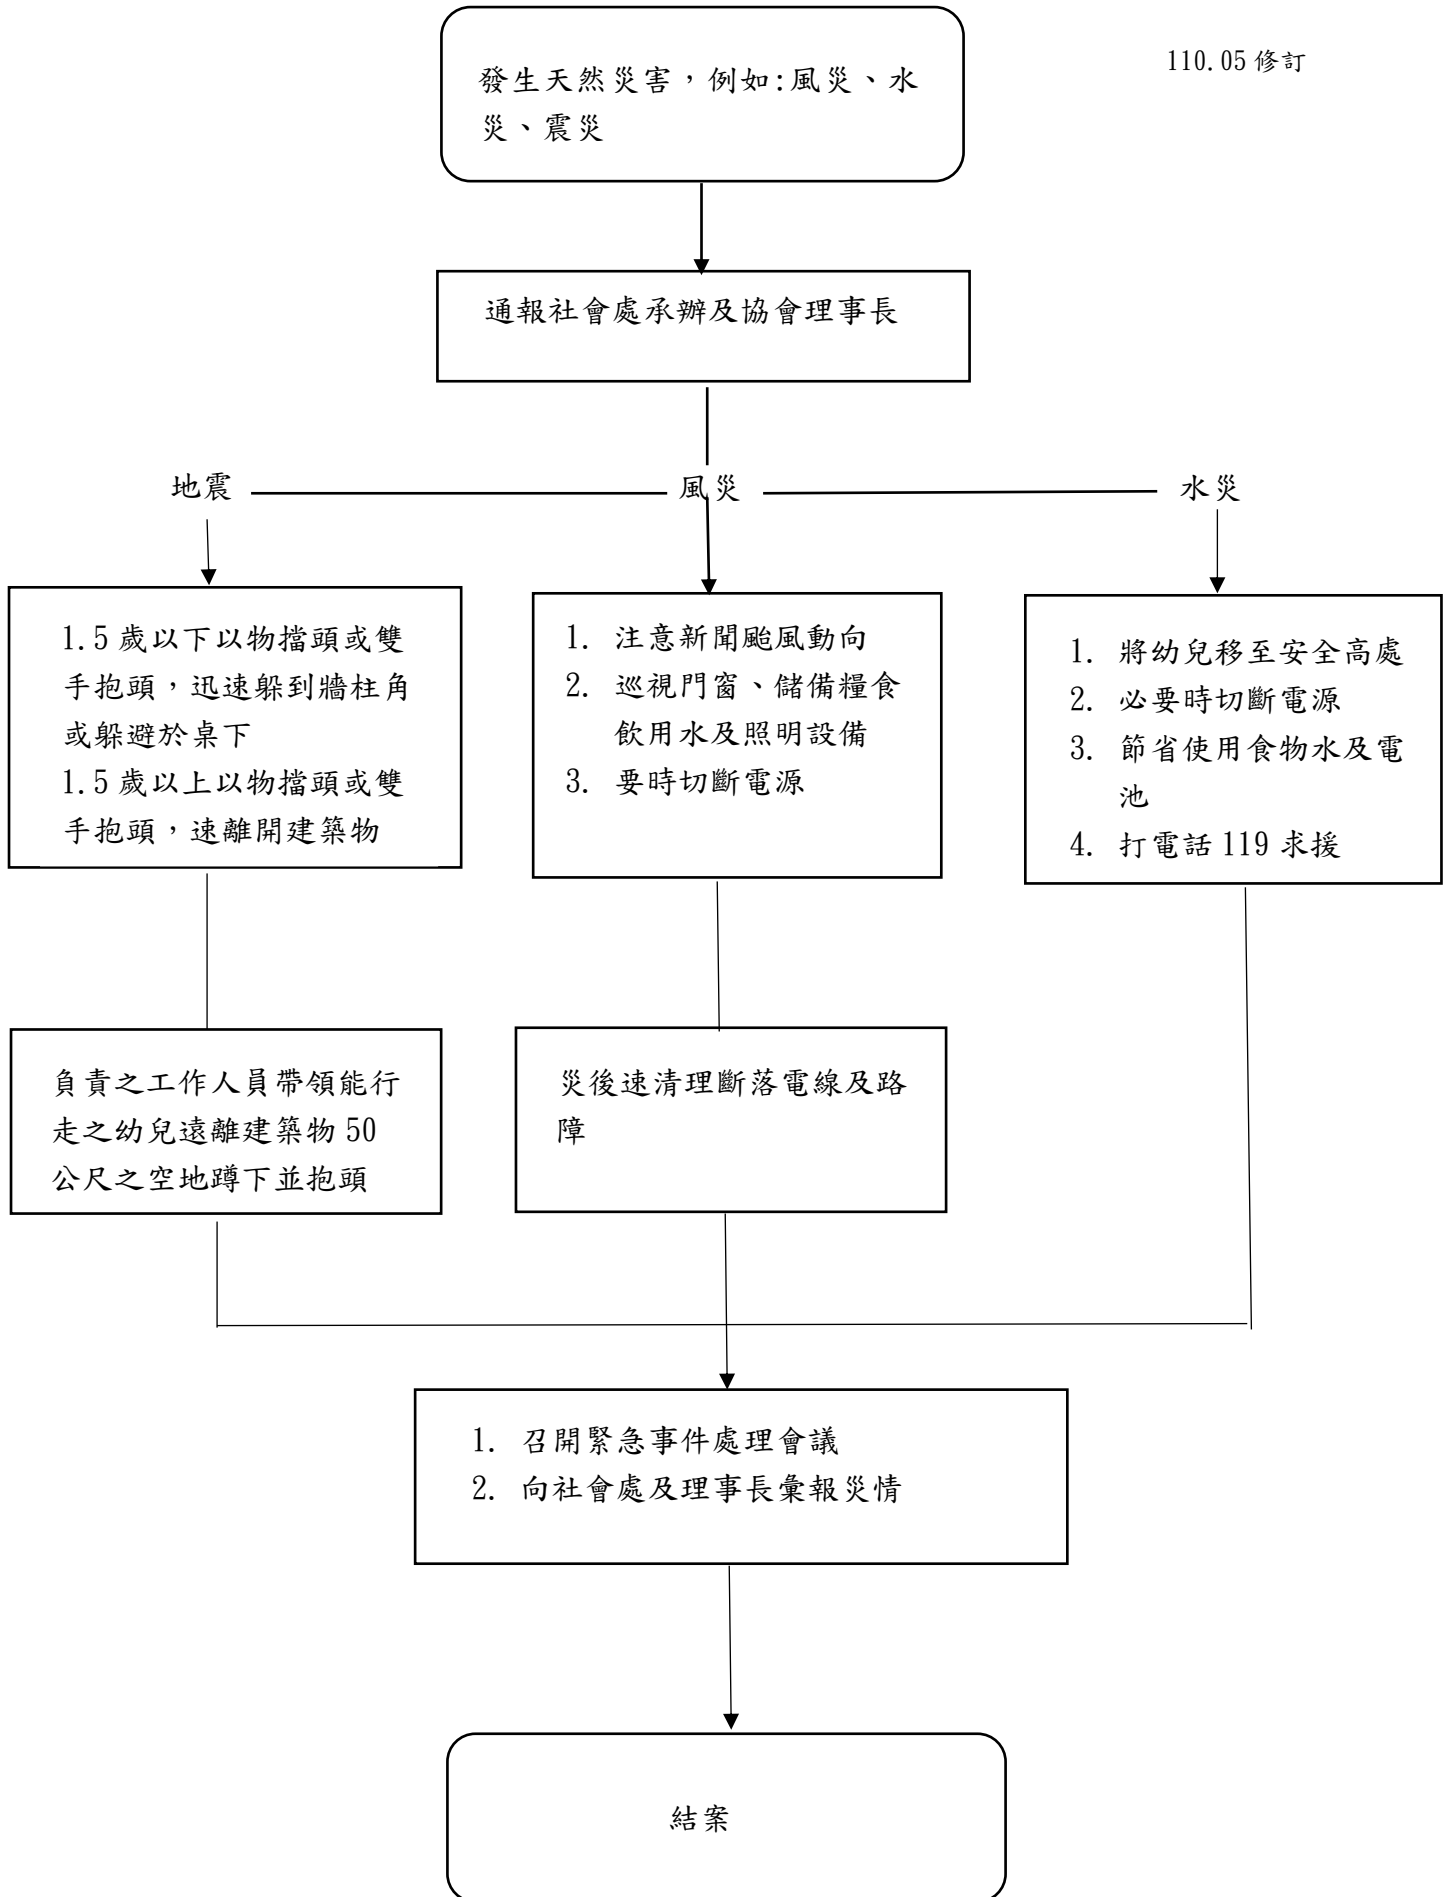 110.05 修訂
發生天然災害，例如:風災、水
災、震災
通報社會處承辦及協會理事長
地震
風災
水災
1.5 歲以下以物擋頭或雙
手抱頭，迅速躲到牆柱角
或躲避於桌下
1.5 歲以上以物擋頭或雙
手抱頭，速離開建築物
1. 注意新聞颱風動向
2. 巡視門窗、儲備糧食
飲用水及照明設備
3. 要時切斷電源
1. 將幼兒移至安全高處
2. 必要時切斷電源
3. 節省使用食物水及電
池
4. 打電話 119 求援
負責之工作人員帶領能行
走之幼兒遠離建築物 50
公尺之空地蹲下並抱頭
災後速清理斷落電線及路
障
1. 召開緊急事件處理會議
2. 向社會處及理事長彙報災情
結案